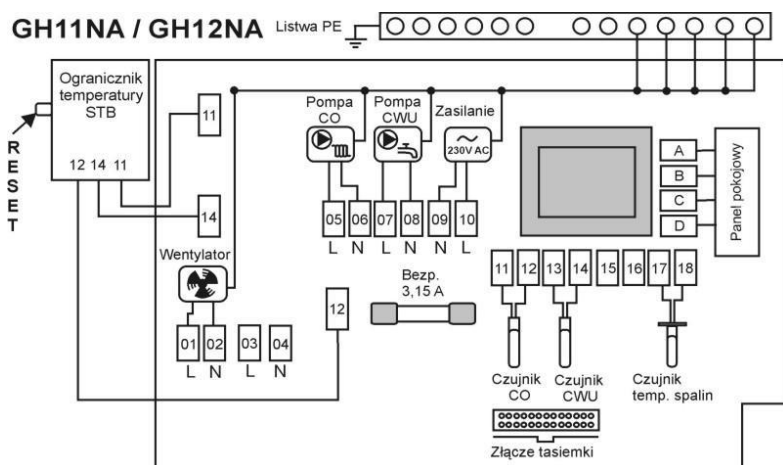 GH11NA / GH12NA
Listwa PE
Ogranicznik
temperatury
STB
12 14 11
RESET
11
14
Pompa
CO
Pompa
CWU
Zasilanie
230V AC
05
06
07
08
09
10
L
N
L
N
N
L
A
B
C
D
Panel pokojowy
Wentylator
01
02
03
04
L
N
L
N
12
Bezp.
3,15 A
11
12
13
14
15
16
17
18
Czujnik
CO
Czujnik
CWU
Czujnik
temp. spalin
Złącze tasiemki